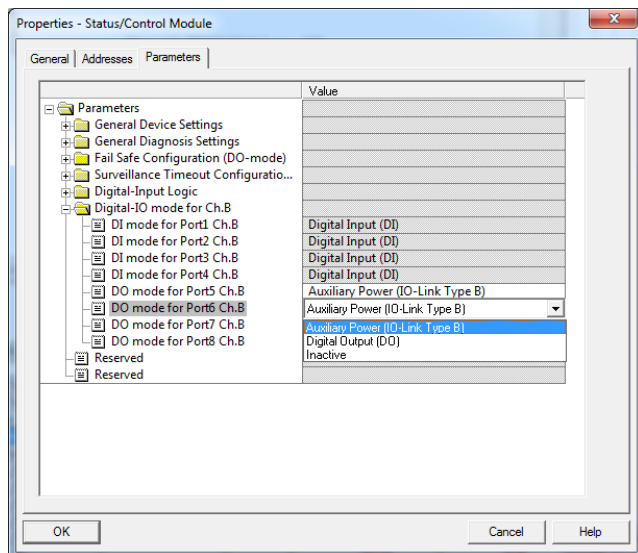 Properties - Status/Control Module
General Addresses Parameters
Value
Parameters
General Device Settings
General Diagnosis Settings
Fail Safe Configuration (DO-mode)
Surveillance Timeout Configuratio...
Digital-Input Logic
Digital-IO mode for Ch.B
DI mode for Port1 Ch.B Digital Input (DI)
DI mode for Port2 Ch.B Digital Input (DI)
DI mode for Port3 Ch.B Digital Input (DI)
DI mode for Port4 Ch.B Digital Input (DI)
DO mode for Port5 Ch.B Auxiliary Power (IO-Link Type B)
DO mode for Port6 Ch.B Auxiliary Power (IO-Link Type B)
DO mode for Port7 Ch.B Auxiliary Power (IO-Link Type B)
DO mode for Port8 Ch.B Digital Output (DO)
Reserved Inactive
Reserved
OK Cancel Help